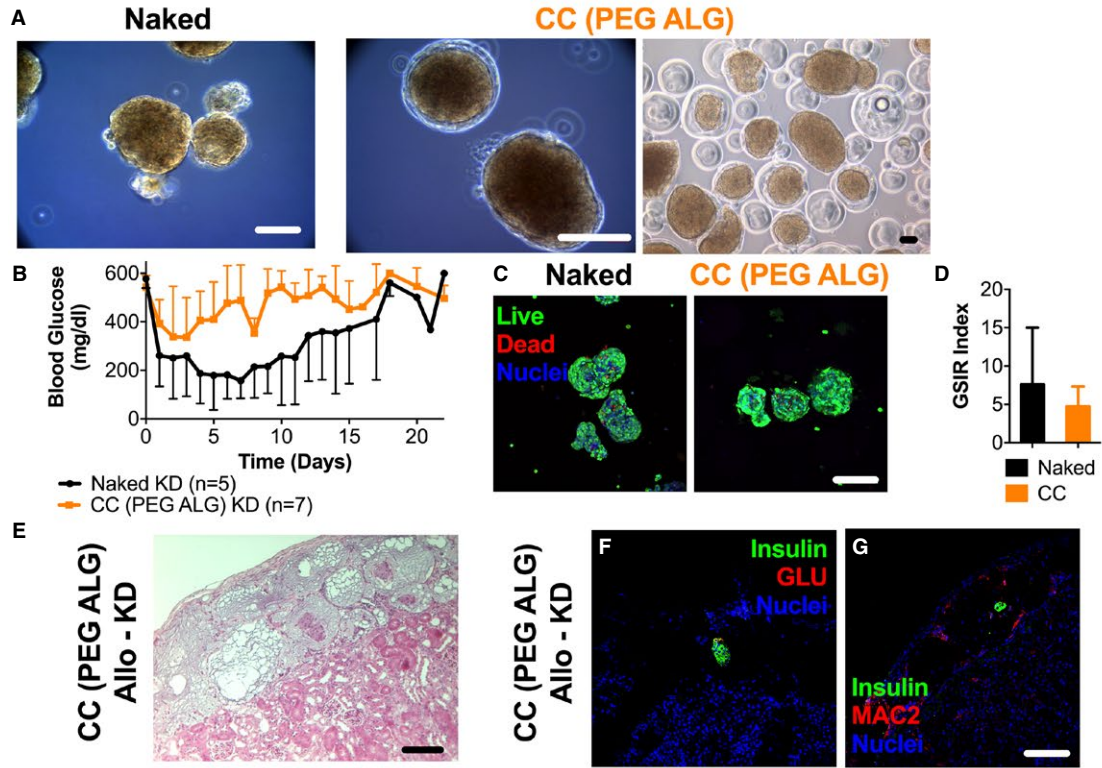 A
Naked
CC (PEG ALG)
B
Blood Glucose
(mg/dl)
600
400
200
0
0
5
10
15
20
Time (Days)
Naked KD (n=5)
CC (PEG ALG) KD (n=7)
C
Naked
CC (PEG ALG)
Live
Dead
Nuclei
D
GSIR Index
20
15
10
5
0
Naked
CC
E
CC (PEG ALG)
Allo - KD
CC (PEG ALG)
Allo - KD
F
Insulin
GLU
Nuclei
G
Insulin
MAC2
Nuclei